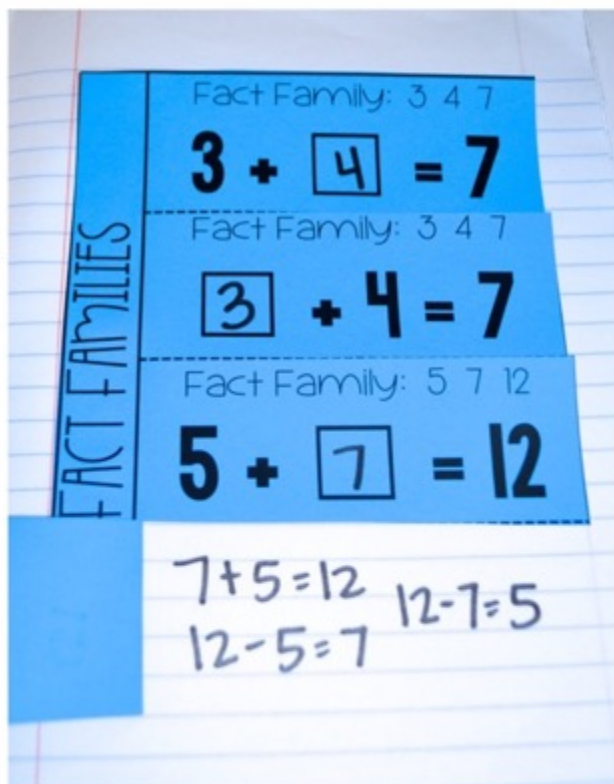 FACT FAMILIES
Fact Family: 3 4 7
3 + 4 = 7
Fact Family: 3 4 7
3 + 4 = 7
Fact Family: 5 7 12
5 + 7 = 12
7+5=12
12-7=5
12-5=7